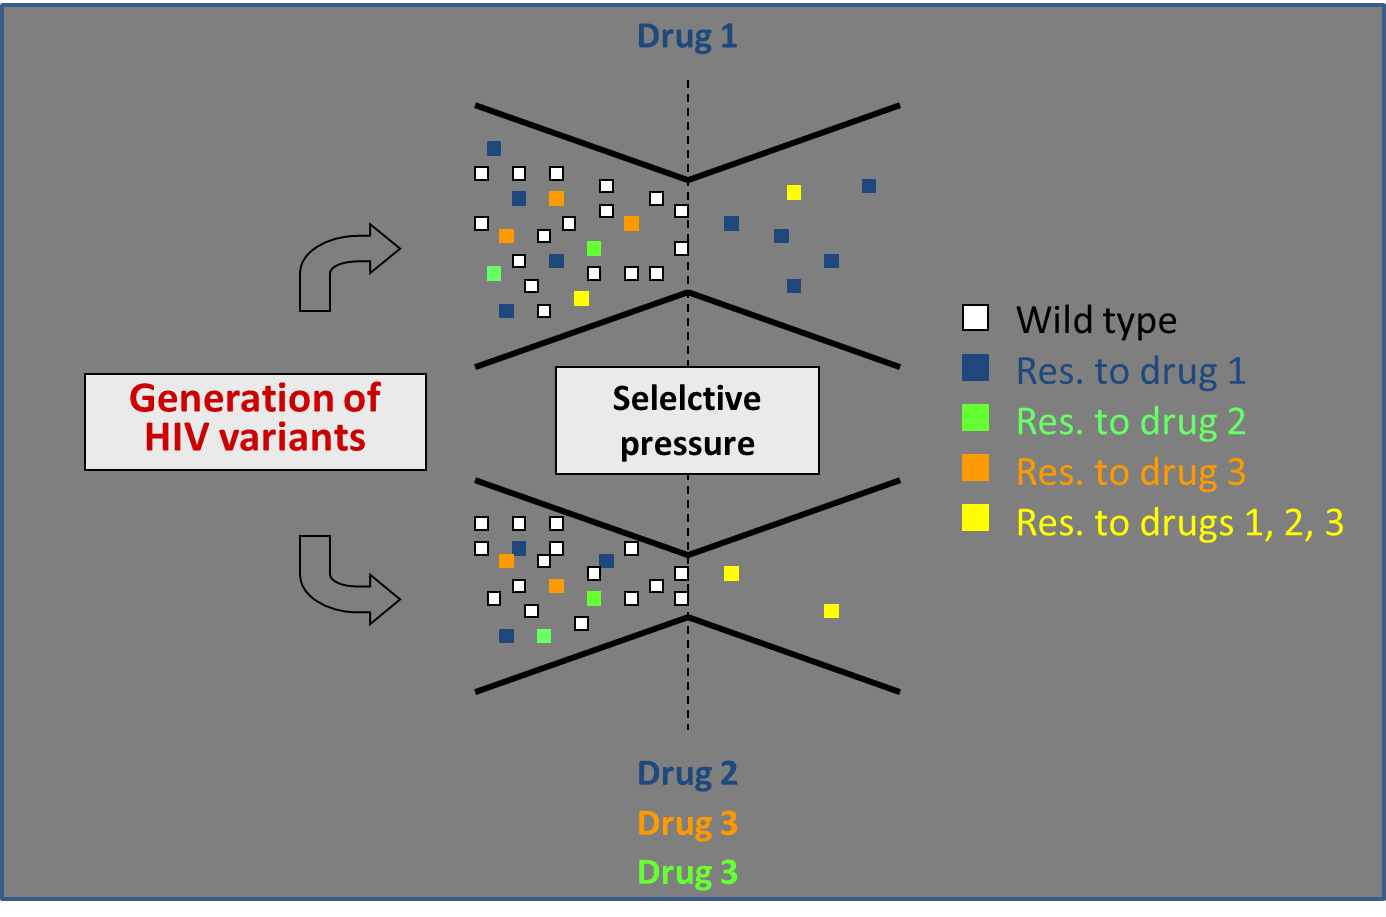 Drug 1
Generation of
HIV variants
Selelctive
pressure
Wild type
Res. to drug 1
Res. to drug 2
Res. to drug 3
Res. to drugs 1, 2, 3
Drug 2
Drug 3
Drug 3